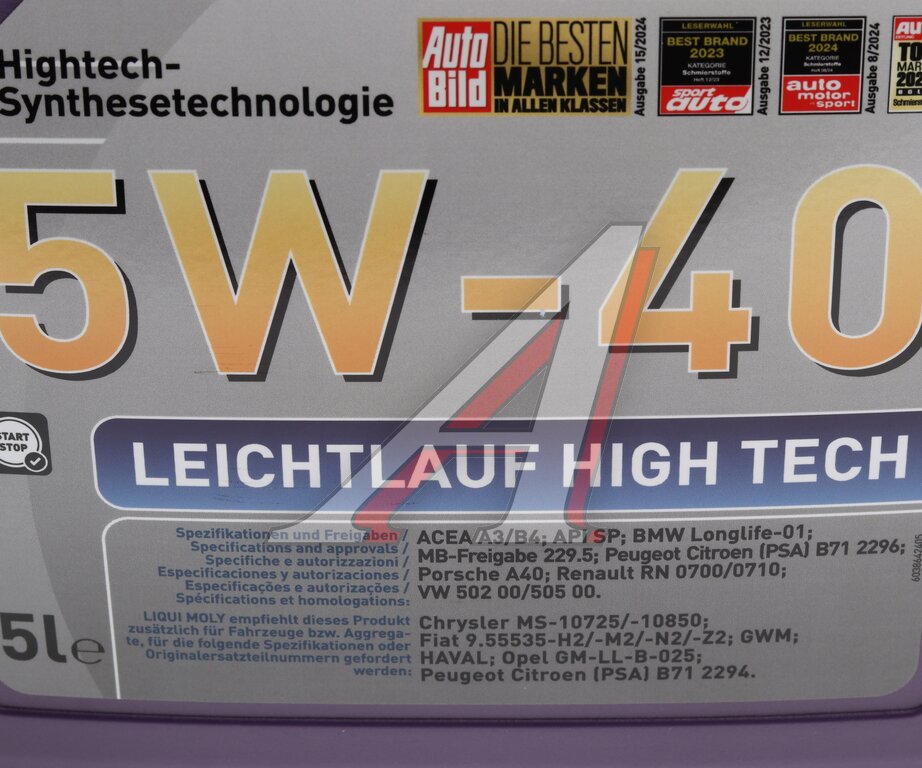 Hightech-
Synthesetechnologie
Auto
Bild
DIE BESTEN
MARKEN
IN ALLEN KLASSEN
Ausgabe 15/2024
LESERWAHL
BEST BRAND
2023
KATEGORIE
Schmierstoffe
Heft 12/23
sport
auto
Ausgabe 12/2023
LESERWAHL
BEST BRAND
2024
KATEGORIE
Schmierstoffe
auto
motor
sport
Ausgabe 8/2024
5W-40
START
STOP
LEICHTLAUF HIGH TECH
Spezifikationen und Freigaben /
Specifications and approvals /
Specifiche e autorizzazioni /
Especificaciones y autorizaciones /
Especificações e autorizações /
Spécifications et homologations:
ACEA A3/B4; API SP; BMW Longlife-01;
MB-Freigabe 229.5; Peugeot Citroen (PSA) B71 2296;
Porsche A40; Renault RN 0700/0710;
VW 502 00/505 00.
LIQUI MOLY empfiehlt dieses Produkt
zusätzlich für Fahrzeuge bzw. Aggrega-
te, für die folgende Spezifikationen oder
Originalersatzteilnummern gefordert
werden:
Chrysler MS-10725/-10850;
Fiat 9.55535-H2/-M2/-N2/-Z2; GWM;
HAVAL; Opel GM-LL-B-025;
Peugeot Citroen (PSA) B71 2294.
5l e